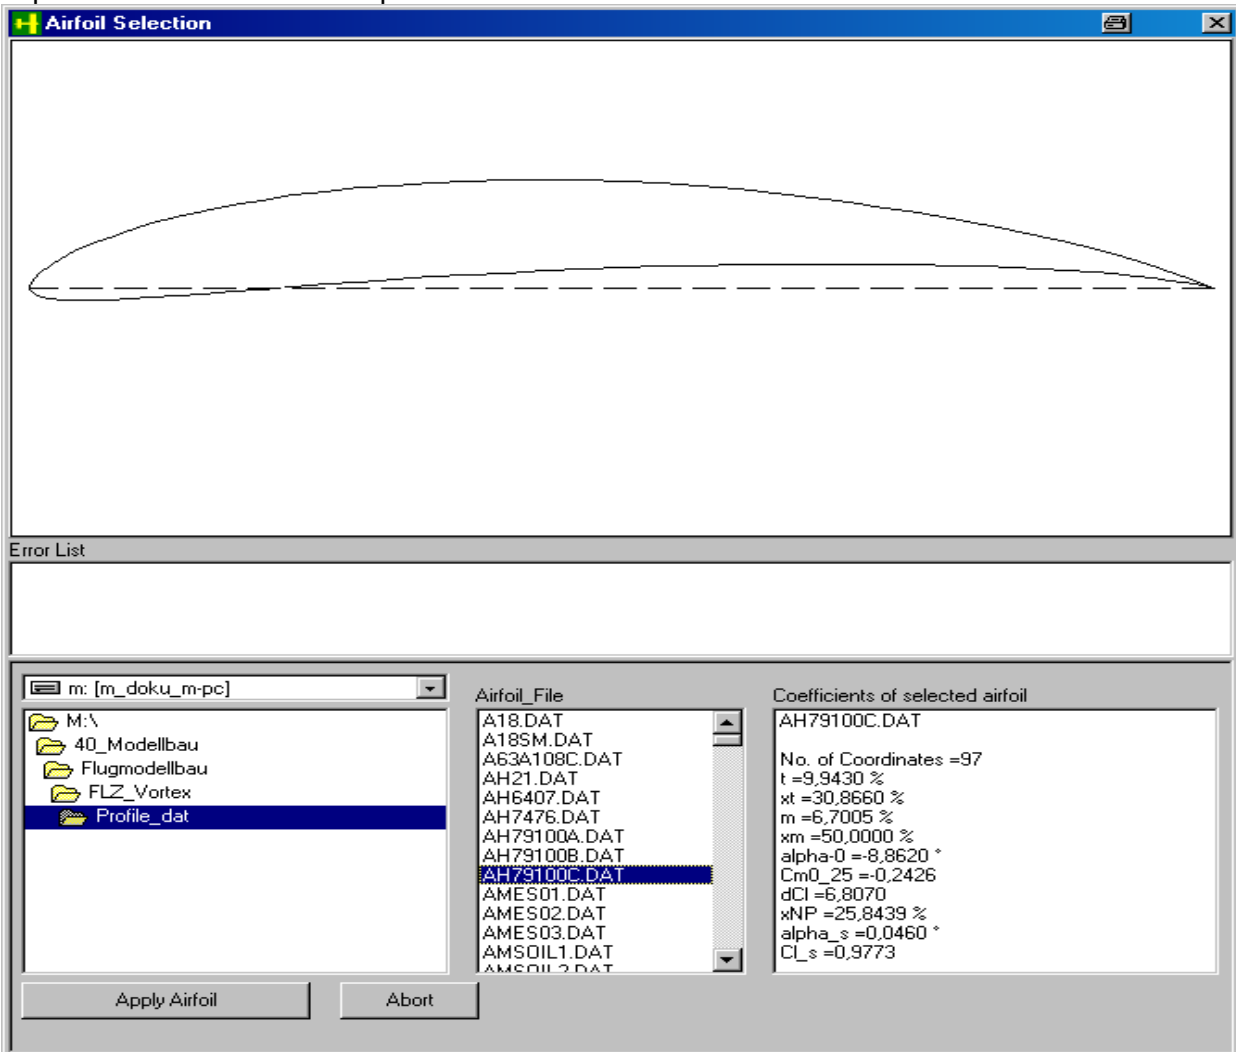 Airfoil Selection
Error List
m: [m_doku_m-pc]
M:\
40_Modellbau
Flugmodellbau
FLZ_Vortex
Profile_dat
Airfoil_File
A18.DAT
A18SM.DAT
A63A108C.DAT
AH21.DAT
AH6407.DAT
AH7476.DAT
AH79100A.DAT
AH79100B.DAT
AH79100C.DAT
AMES01.DAT
AMES02.DAT
AMES03.DAT
AMSOIL1.DAT
AMSOIL2.DAT
Coefficients of selected airfoil
AH79100C.DAT
No. of Coordinates =97
t =9,9430 %
xt =30,8660 %
m =6,7005 %
xm =50,0000 %
alpha-0 =-8,8620 °
Cm0_25 =-0,2426
dCl =6,8070
xNP =25,8439 %
alpha_s =0,0460 °
Cl_s =0,9773
Apply Airfoil
Abort